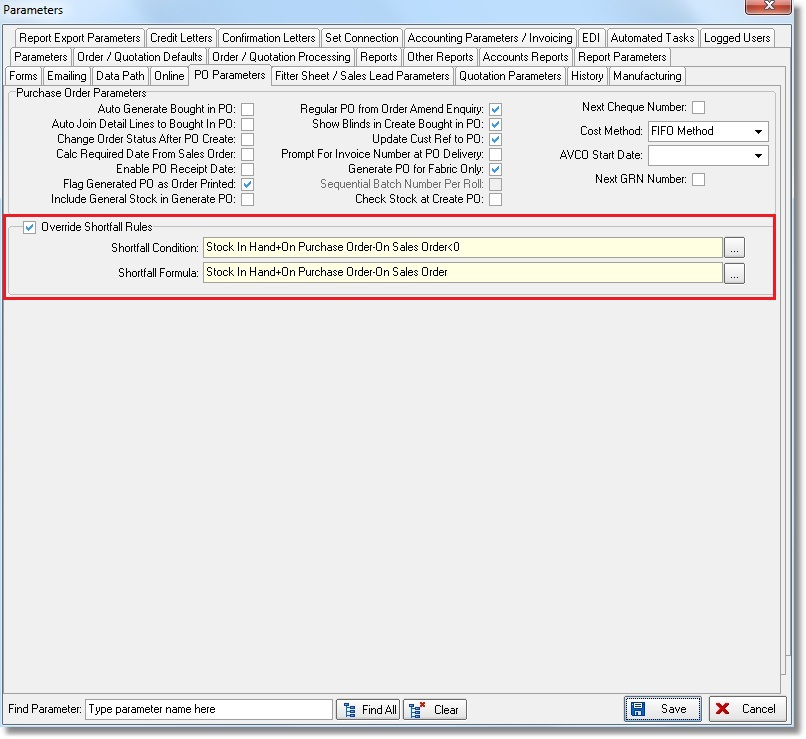 Parameters
Report Export Parameters Credit Letters Confirmation Letters Set Connection Accounting Parameters / Invoicing EDI Automated Tasks Logged Users
Parameters Order / Quotation Defaults Order / Quotation Processing Reports Other Reports Accounts Reports Report Parameters
Forms Emailing Data Path Online PO Parameters Fitter Sheet / Sales Lead Parameters Quotation Parameters History Manufacturing
Purchase Order Parameters
Auto Generate Bought in PO: Regular PO from Order Amend Enquiry: Next Cheque Number:
Auto Join Detail Lines to Bought In PO: Show Blinds in Create Bought in PO:
Change Order Status After PO Create: Update Cust Ref to PO: Cost Method: FIFO Method
Calc Required Date From Sales Order: Prompt For Invoice Number at PO Delivery: AVCO Start Date:
Enable PO Receipt Date: Generate PO for Fabric Only:
Flag Generated PO as Order Printed: Sequential Batch Number Per Roll: Next GRN Number:
Include General Stock in Generate PO: Check Stock at Create PO:
Override Shortfall Rules
Shortfall Condition: Stock In Hand+On Purchase Order-On Sales Order<0 ...
Shortfall Formula: Stock In Hand+On Purchase Order-On Sales Order ...
Find Parameter: Type parameter name here Find All Clear Save Cancel